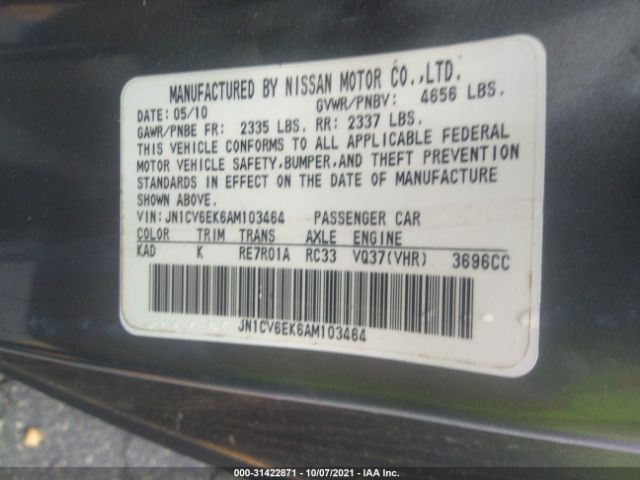 MANUFACTURED BY NISSAN MOTOR CO.,LTD.
DATE: 05/10 GVWR/PNBV: 4656 LBS.
GAWR/PNBE FR: 2335 LBS. RR: 2337 LBS.
THIS VEHICLE CONFORMS TO ALL APPLICABLE FEDERAL
MOTOR VEHICLE SAFETY,BUMPER,AND THEFT PREVENTION
STANDARDS IN EFFECT ON THE DATE OF MANUFACTURE
SHOWN ABOVE.
VIN: JN1CV6EK6AM103464 PASSENGER CAR
COLOR TRIM TRANS AXLE ENGINE
KAD K RE7R01A RC33 VQ37(VHR) 3696CC
JN1CV6EK6AM103464
000-31422871 - 10/07/2021 - IAA Inc.